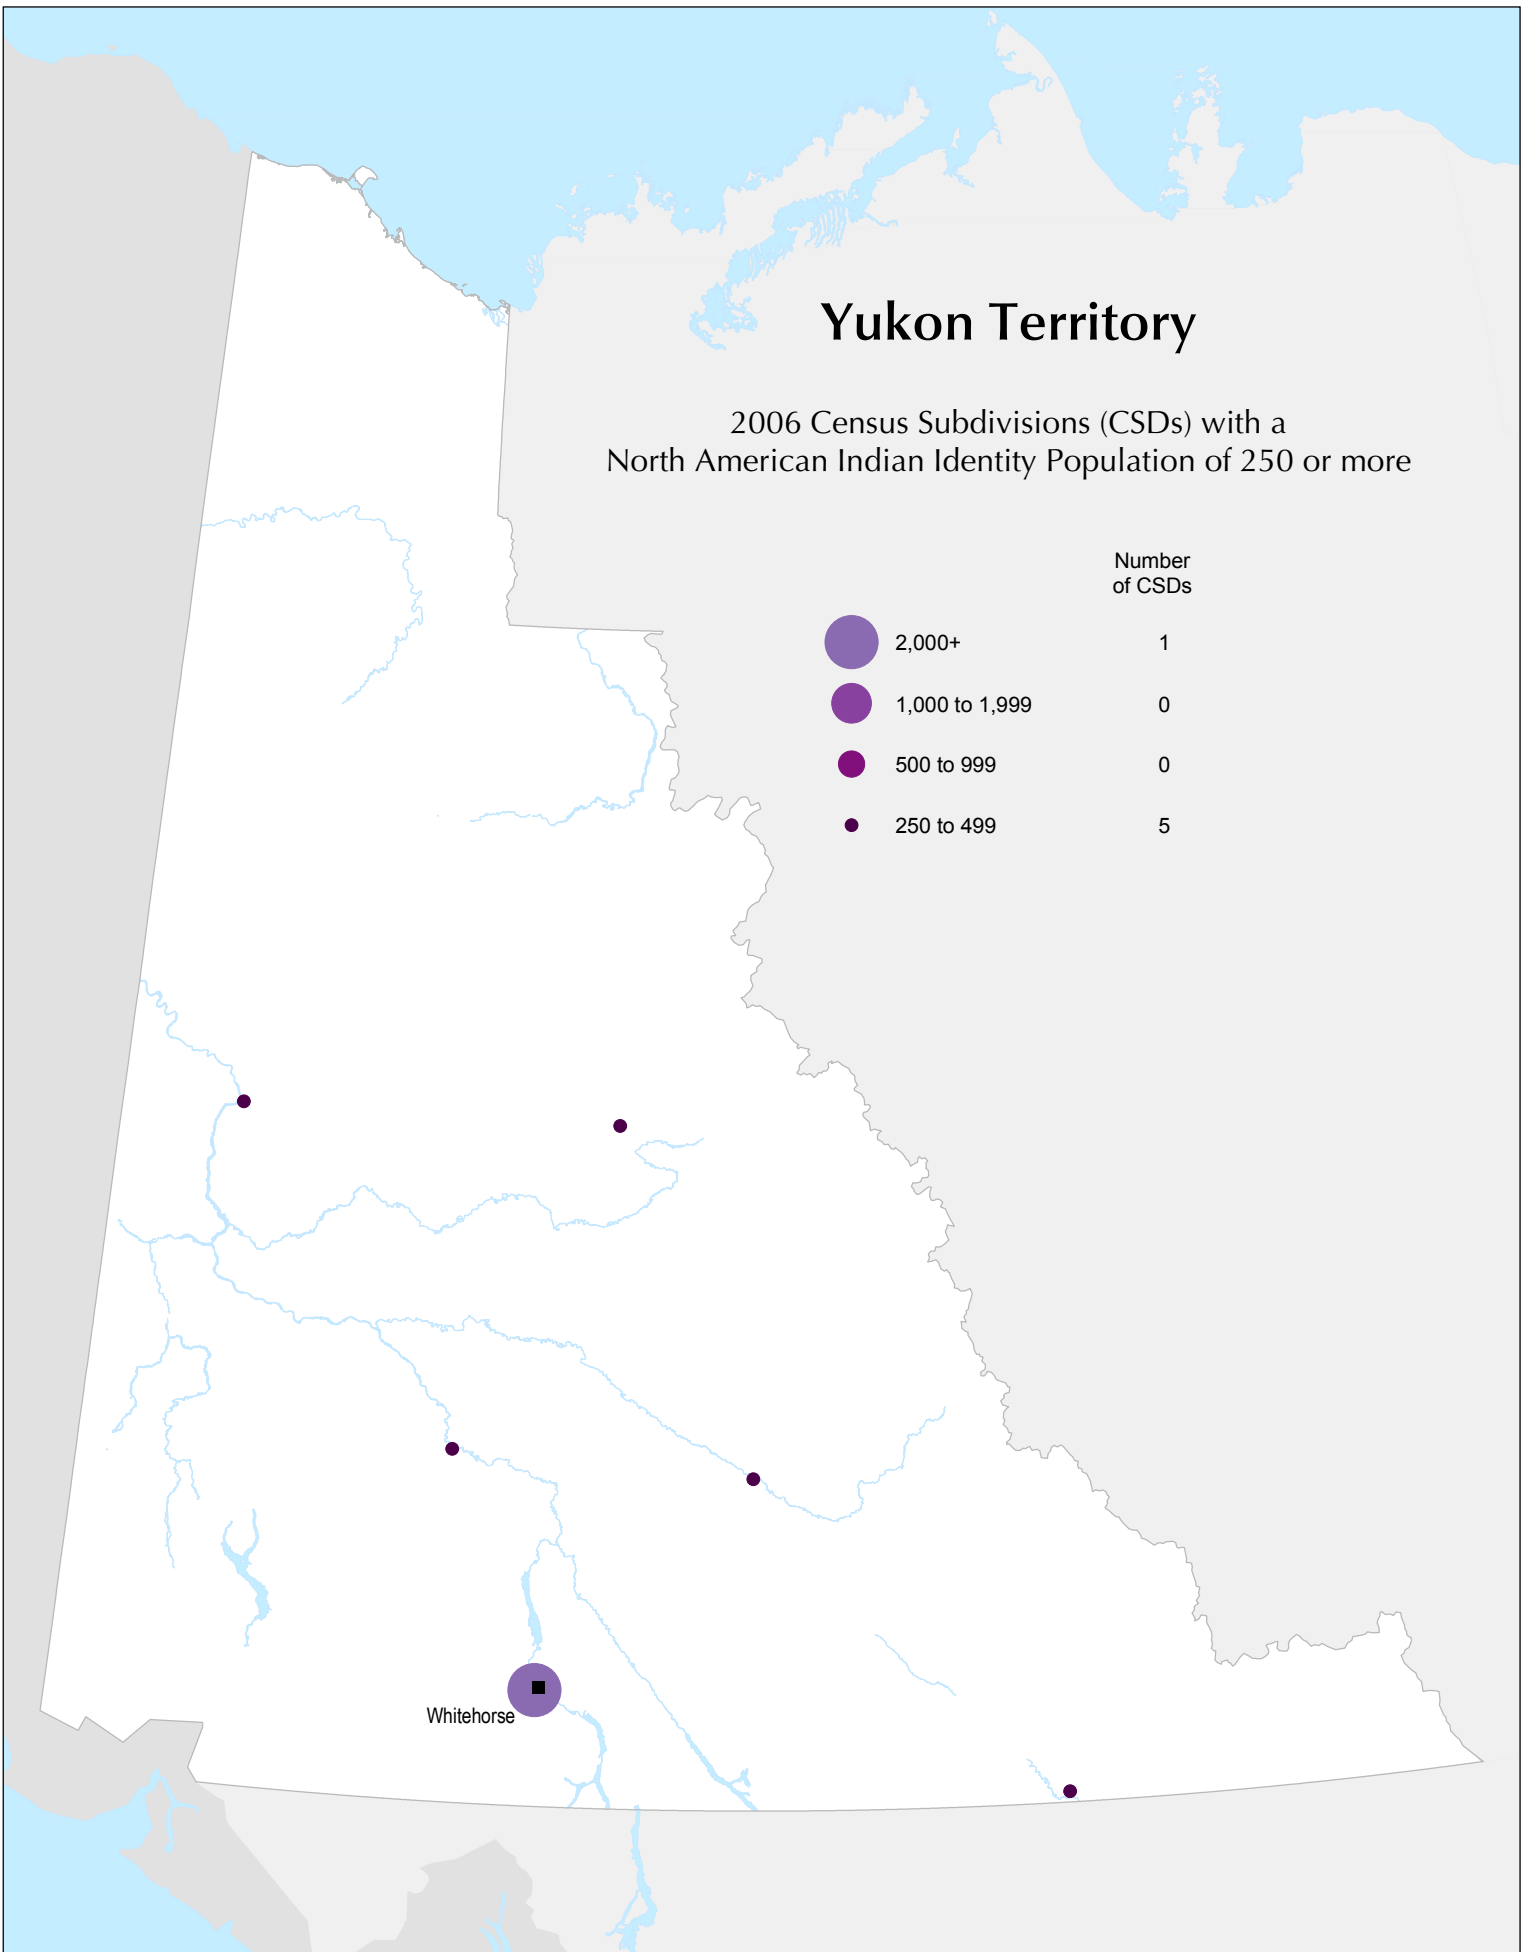 Yukon Territory
2006 Census Subdivisions (CSDs) with a
North American Indian Identity Population of 250 or more
Number
of CSDs
2,000+ 1
1,000 to 1,999 0
500 to 999 0
250 to 499 5
Whitehorse